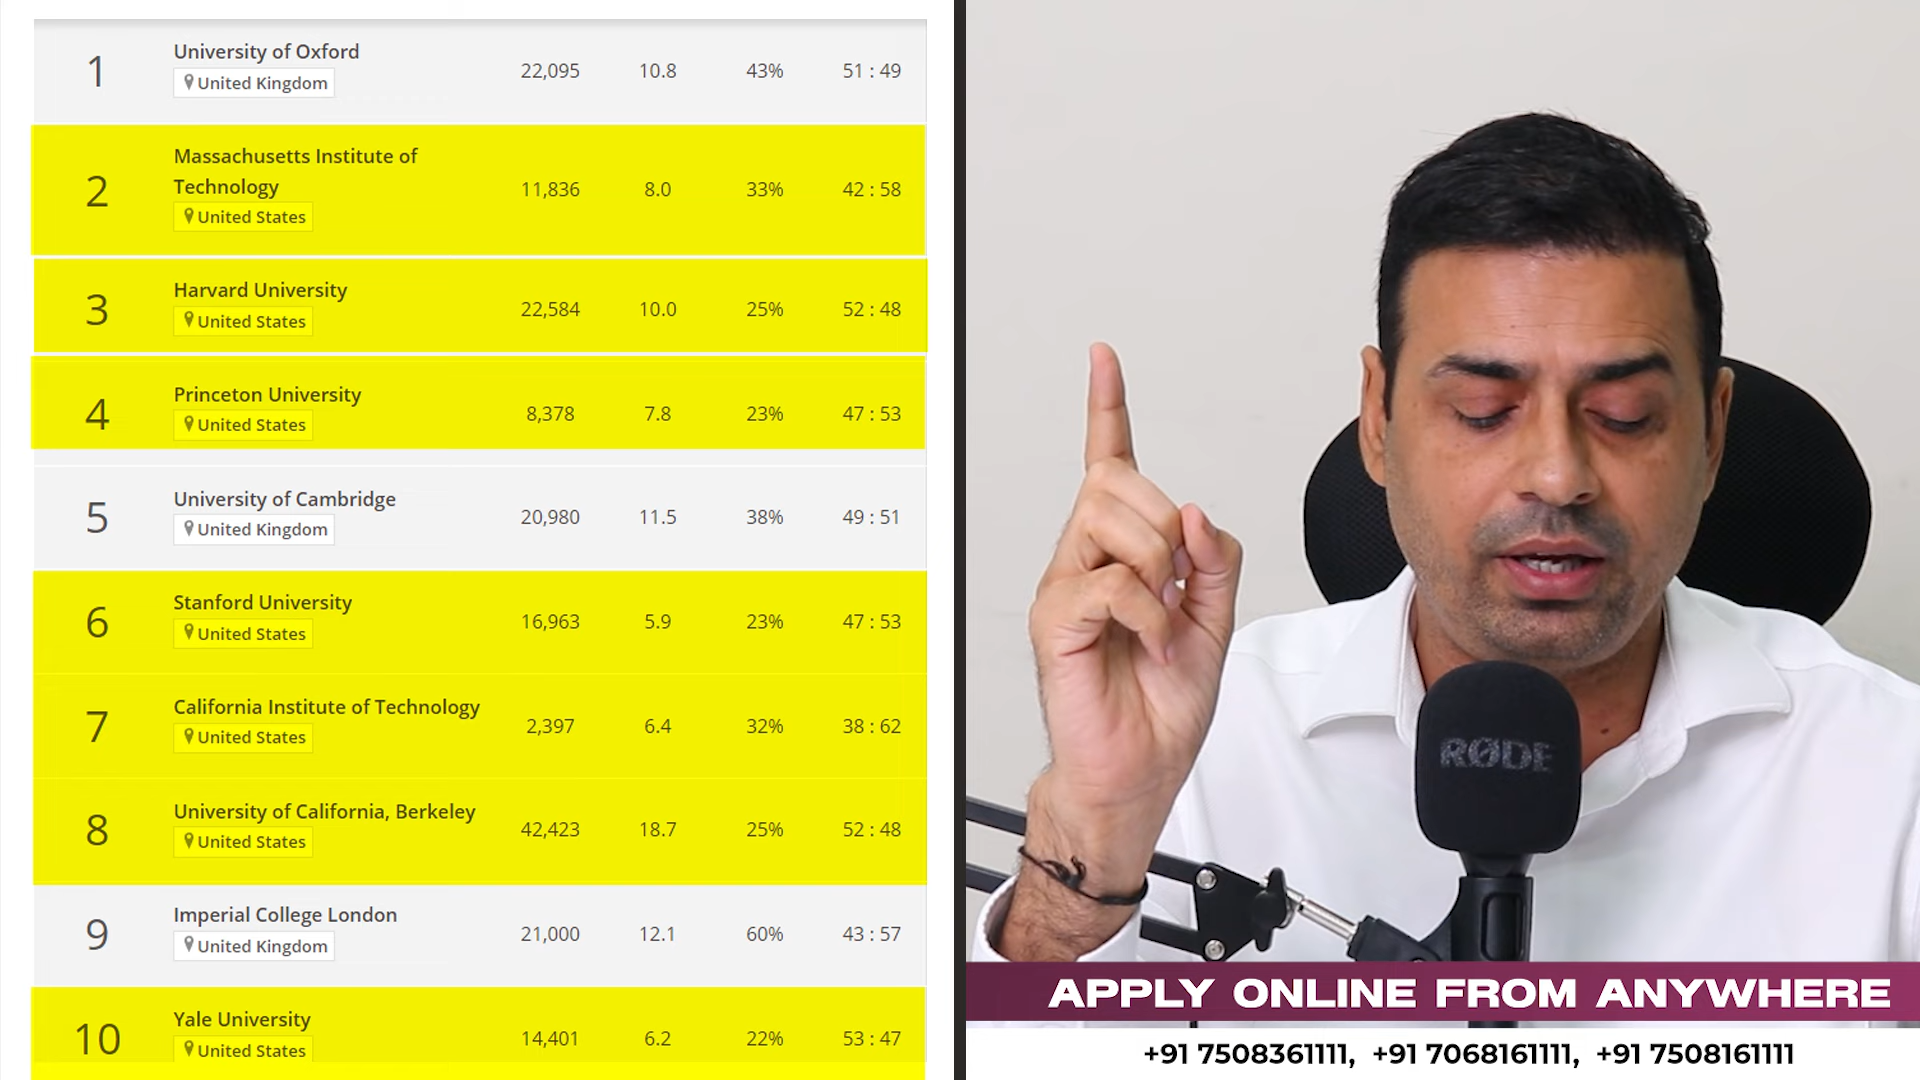 1 University of Oxford 22,095 10.8 43% 51 : 49
United Kingdom
2 Massachusetts Institute of
Technology 11,836 8.0 33% 42 : 58
United States
3 Harvard University 22,584 10.0 25% 52 : 48
United States
4 Princeton University 8,378 7.8 23% 47 : 53
United States
5 University of Cambridge 20,980 11.5 38% 49 : 51
United Kingdom
6 Stanford University 16,963 5.9 23% 47 : 53
United States
7 California Institute of Technology 2,397 6.4 32% 38 : 62
United States
8 University of California, Berkeley 42,423 18.7 25% 52 : 48
United States
9 Imperial College London 21,000 12.1 60% 43 : 57
United Kingdom
10 Yale University 14,401 6.2 22% 53 : 47
United States
RØDE
APPLY ONLINE FROM ANYWHERE
+91 7508361111, +91 7068161111, +91 7508161111